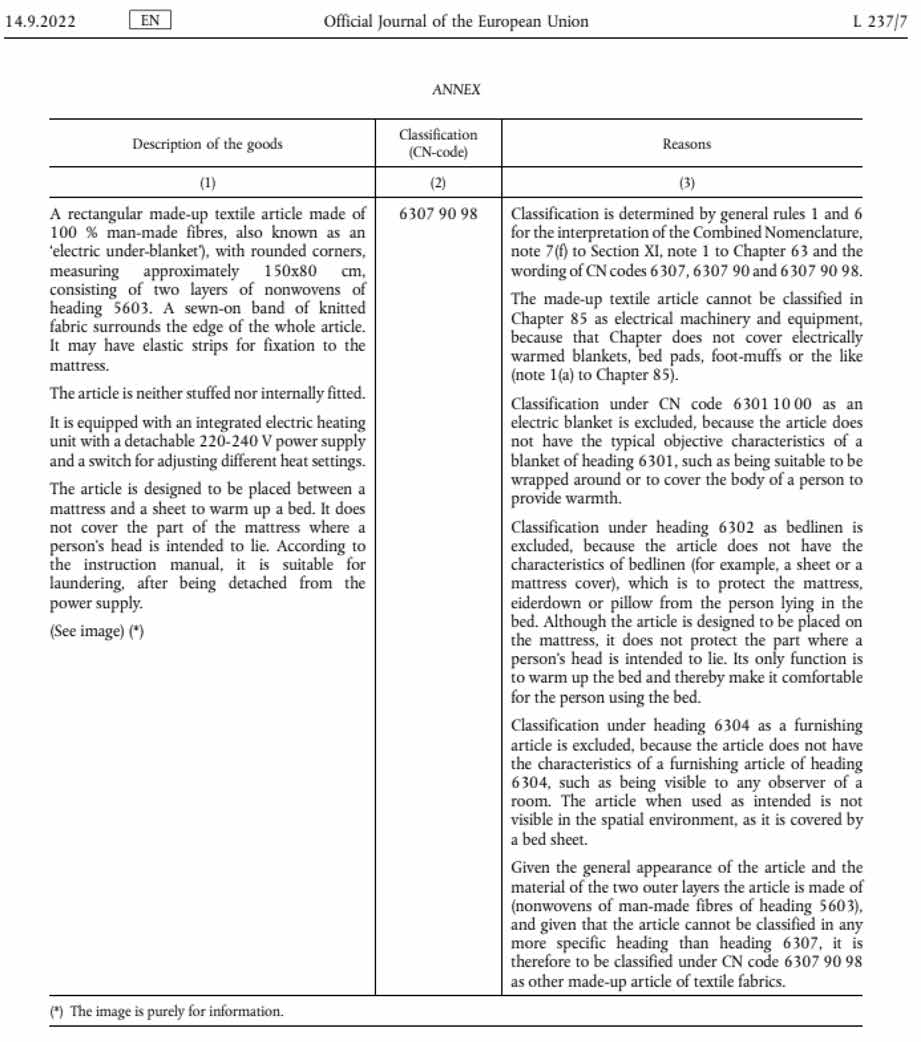 14.9.2022 EN Official Journal of the European Union L 237/7
ANNEX
Description of the goods
Classification
(CN-code)
Reasons
(1)
(2)
(3)
A rectangular made-up textile article made of
100 % man-made fibres, also known as an
‘electric under-blanket’), with rounded corners,
measuring approximately 150x80 cm,
consisting of two layers of nonwovens of
heading 5603. A sewn-on band of knitted
fabric surrounds the edge of the whole article.
It may have elastic strips for fixation to the
mattress.
The article is neither stuffed nor internally fitted.
It is equipped with an integrated electric heating
unit with a detachable 220-240 V power supply
and a switch for adjusting different heat settings.
The article is designed to be placed between a
mattress and a sheet to warm up a bed. It does
not cover the part of the mattress where a
person’s head is intended to lie. According to
the instruction manual, it is suitable for
laundering, after being detached from the
power supply.
(See image) (*)
6307 90 98
Classification is determined by general rules 1 and 6
for the interpretation of the Combined Nomenclature,
note 7(f) to Section XI, note 1 to Chapter 63 and the
wording of CN codes 6307, 6307 90 and 6307 90 98.
The made-up textile article cannot be classified in
Chapter 85 as electrical machinery and equipment,
because that Chapter does not cover electrically
warmed blankets, bed pads, foot-muffs or the like
(note 1(a) to Chapter 85).
Classification under CN code 6301 10 00 as an
electric blanket is excluded, because the article does
not have the typical objective characteristics of a
blanket of heading 6301, such as being suitable to be
wrapped around or to cover the body of a person to
provide warmth.
Classification under heading 6302 as bedlinen is
excluded, because the article does not have the
characteristics of bedlinen (for example, a sheet or a
mattress cover), which is to protect the mattress,
eiderdown or pillow from the person lying in the
bed. Although the article is designed to be placed on
the mattress, it does not protect the part where a
person’s head is intended to lie. Its only function is
to warm up the bed and thereby make it comfortable
for the person using the bed.
Classification under heading 6304 as a furnishing
article is excluded, because the article does not have
the characteristics of a furnishing article of heading
6304, such as being visible to any observer of a
room. The article when used as intended is not
visible in the spatial environment, as it is covered by
a bed sheet.
Given the general appearance of the article and the
material of the two outer layers the article is made of
(nonwovens of man-made fibres of heading 5603),
and given that the article cannot be classified in any
more specific heading than heading 6307, it is
therefore to be classified under CN code 6307 90 98
as other made-up article of textile fabrics.
(*) The image is purely for information.